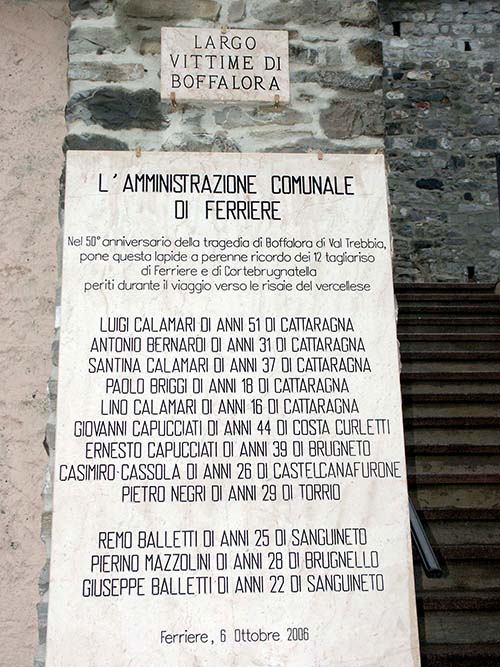 LARGO
VITTIME DI
BOFFALORA
L'AMMINISTRAZIONE COMUNALE
DI FERRIERE
Nel 50° anniversario della tragedia di Boffalora di Val Trebbia,
pone questa lapide a perenne ricordo dei 12 tagliariso
di Ferriere e di Cortebrugnatella
periti durante il viaggio verso le risaie del vercellese
LUIGI CALAMARI DI ANNI 51 DI CATTARAGNA
ANTONIO BERNARDI DI ANNI 31 DI CATTARAGNA
SANTINA CALAMARI DI ANNI 37 DI CATTARAGNA
PAOLO BRIGGI DI ANNI 18 DI CATTARAGNA
LINO CALAMARI DI ANNI 16 DI CATTARAGNA
GIOVANNI CAPUCCIATI DI ANNI 44 DI COSTA CURLETTI
ERNESTO CAPUCCIATI DI ANNI 39 DI BRUGNETO
CASIMIRO CASSOLA DI ANNI 26 DI CASTELCANAFURONE
PIETRO NEGRI DI ANNI 29 DI TORRIO
REMO BALLETTI DI ANNI 25 DI SANGUINETO
PIERINO MAZZOLINI DI ANNI 28 DI BRUGNELLO
GIUSEPPE BALLETTI DI ANNI 22 DI SANGUINETO
Ferriere, 6 Ottobre 2006